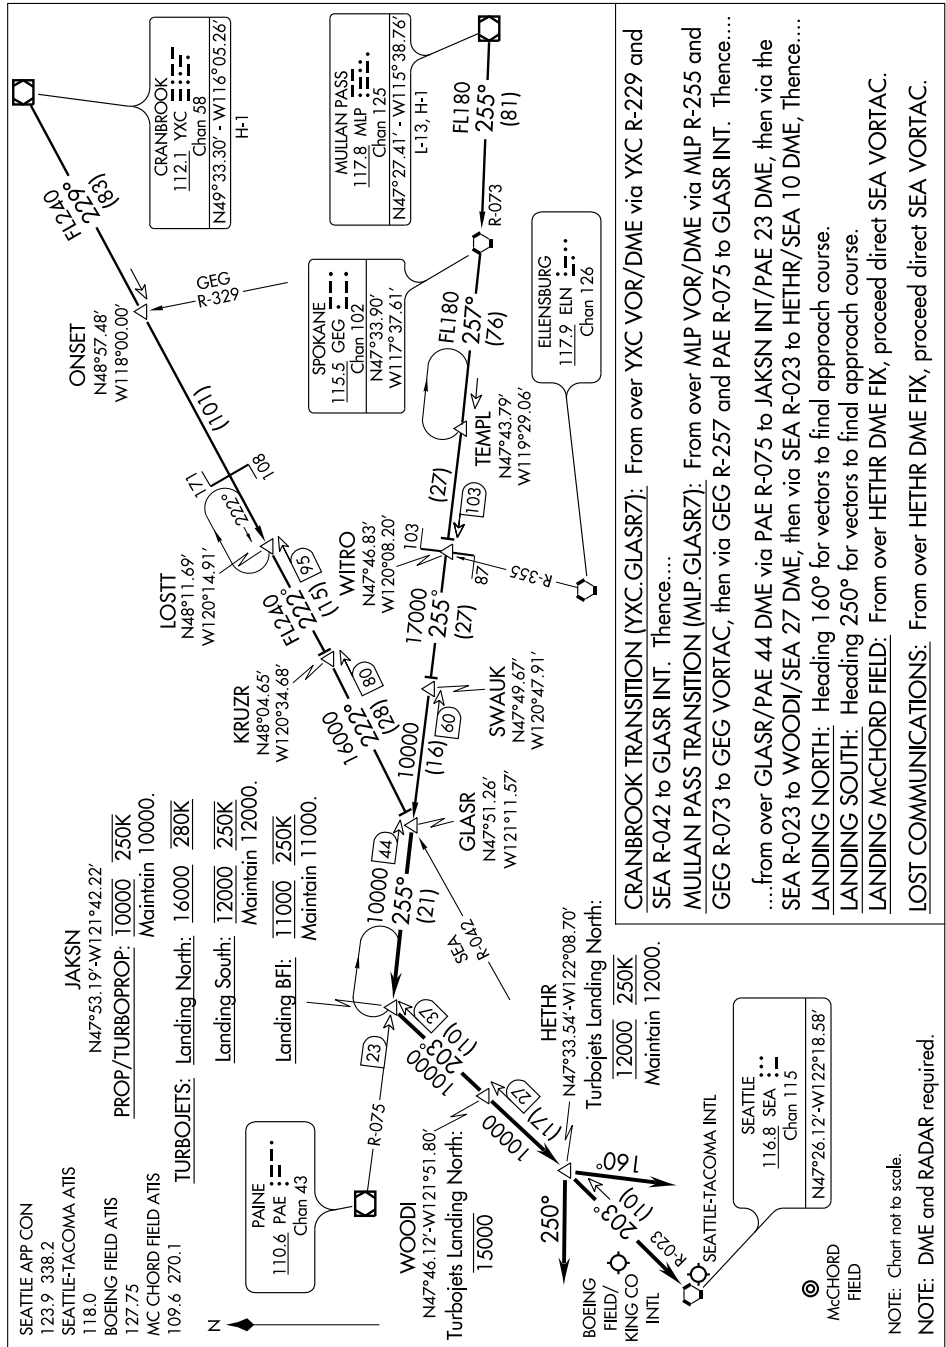 SEATTLE APP CON
123.9 338.2
SEATTLE-TACOMA ATIS
118.0
BOEING FIELD ATIS
127.75
MC CHORD FIELD ATIS
109.6 270.1
JAKSN
N47°53.19'-W121°42.22'
PROP/TURBOPROP: 10000 250K
Maintain 10000.
TURBOJETS: Landing North: 16000 280K
Landing South: 12000 250K
Maintain 12000.
Landing BFI: 11000 250K
Maintain 11000.
CRANBROOK
112.1 YXC
Chan 58
N49°33.30' - W116°05.26'
H-1
FL240
229°
(83)
ONSET
N48°57.48'
W118°00.00'
GEG
R-329
(101)
171
108
222°
LOSTT
N48°11.69'
W120°14.91'
95
FL240
222°
(15)
KRUZR
N48°04.65'
W120°34.68'
80
16000
222°
(28)
MULLAN PASS
117.8 MLP
Chan 125
N47°27.41' - W115°38.76'
L-13, H-1
FL180
255°
(81)
R-073
SPOKANE
115.5 GEG
Chan 102
N47°33.90'
W117°37.61'
FL180
257°
(76)
TEMPL
N47°43.79'
W119°29.06'
(27)
103
WITRO
N47°46.83'
W120°08.20'
103
87
R-355
ELLENSBURG
117.9 ELN
Chan 126
17000
255°
(27)
SWAUK
N47°49.67'
W120°47.91'
60
10000
(16)
GLASR
N47°51.26'
W121°11.57'
44
SEA
R-042
10000
255°
(21)
PAINE
110.6 PAE
Chan 43
R-075
23
37
10000
203°
(10)
WOODI
N47°46.12'-W121°51.80'
Turbojets Landing North:
15000
27
10000
(17)
HETHR
N47°33.54'-W122°08.70'
Turbojets Landing North:
12000 250K
Maintain 12000.
250°
160°
203°
(10)
R-023
BOEING
FIELD/
KING CO
INTL
SEATTLE-TACOMA INTL
SEATTLE
116.8 SEA
Chan 115
N47°26.12'-W122°18.58'
McCHORD
FIELD
N
NOTE: Chart not to scale.
NOTE: DME and RADAR required.
CRANBROOK TRANSITION (YXC.GLASR7): From over YXC VOR/DME via YXC R-229 and
SEA R-042 to GLASR INT. Thence....
MULLAN PASS TRANSITION (MLP.GLASR7): From over MLP VOR/DME via MLP R-255 and
GEG R-073 to GEG VORTAC, then via GEG R-257 and PAE R-075 to GLASR INT. Thence....
....from over GLASR/PAE 44 DME via PAE R-075 to JAKSN INT/PAE 23 DME, then via the
SEA R-023 to WOODI/SEA 27 DME, then via SEA R-023 to HETHR/SEA 10 DME, Thence....
LANDING NORTH: Heading 160° for vectors to final approach course.
LANDING SOUTH: Heading 250° for vectors to final approach course.
LANDING McCHORD FIELD: From over HETHR DME FIX, proceed direct SEA VORTAC.
LOST COMMUNICATIONS: From over HETHR DME FIX, proceed direct SEA VORTAC.